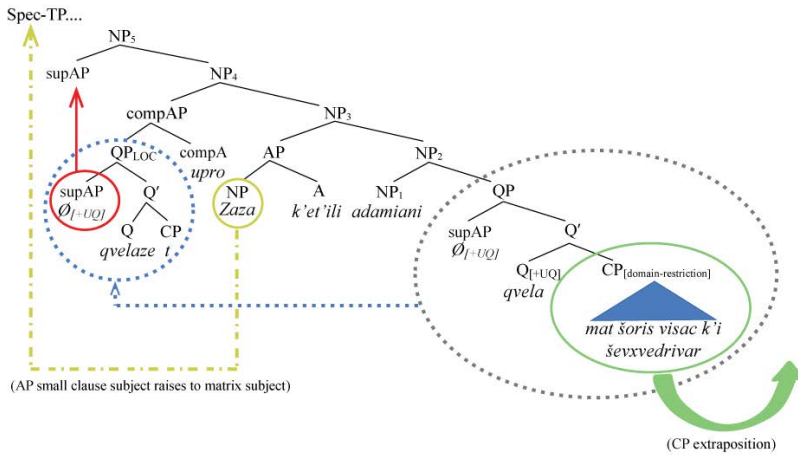 Spec-TP....
NP5
supAP
NP4
compAP
NP3
QPLOC
compA
upro
AP
NP2
supAP
Ø[+UQ]
Q'
NP
Zaza
A
k'et'ili
NP1
adamiani
QP
Q
CP
qvelaze t
supAP
Ø[+UQ]
Q'
Q[+UQ]
qvela
CP[domain-restriction]
mat šoris visac k'i
ševxvedrivar
(AP small clause subject raises to matrix subject)
(CP extraposition)